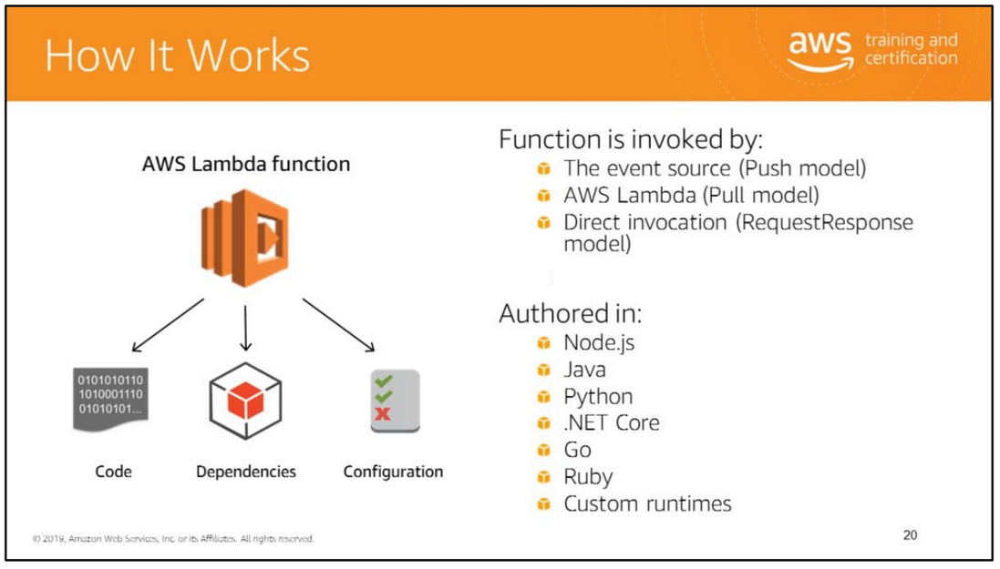 How It Works
aws training and
certification
AWS Lambda function
0101010110
1010001110
01010101...
Code
Dependencies
Configuration
Function is invoked by:
The event source (Push model)
AWS Lambda (Pull model)
Direct invocation (RequestResponse
model)
Authored in:
Node.js
Java
Python
.NET Core
Go
Ruby
Custom runtimes
© 2019, Amazon Web Services, Inc. or its Affiliates. All rights reserved.
20